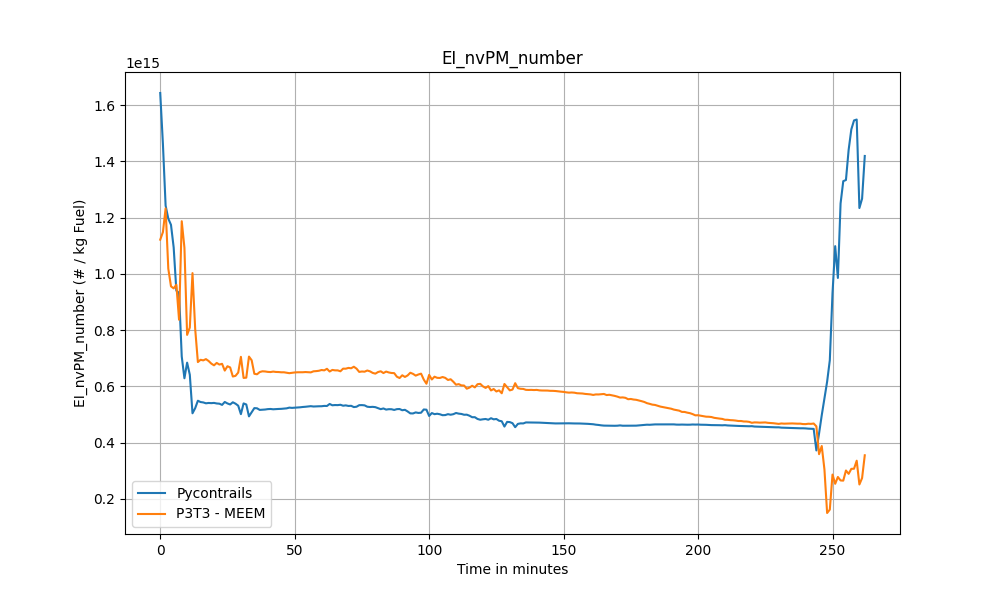 EI_nvPM_number
1e15
1.6
1.4
1.2
1.0
0.8
0.6
0.4
0.2
EI_nvPM_number (# / kg Fuel)
Pycontrails
P3T3 - MEEM
0 50 100 150 200 250
Time in minutes